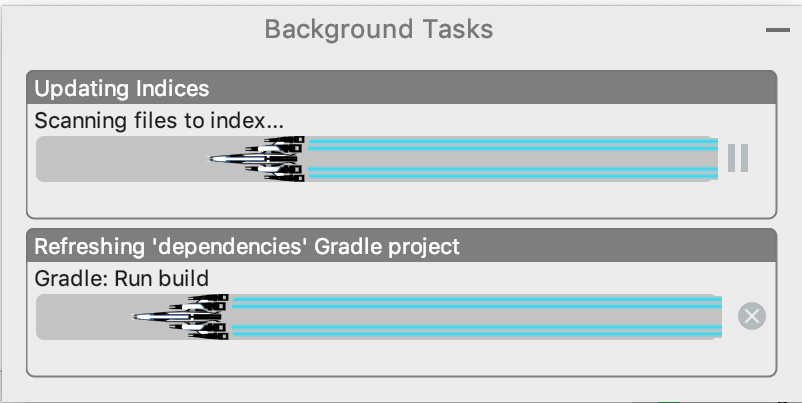 Background Tasks
Updating Indices
Scanning files to index...
Refreshing 'dependencies' Gradle project
Gradle: Run build